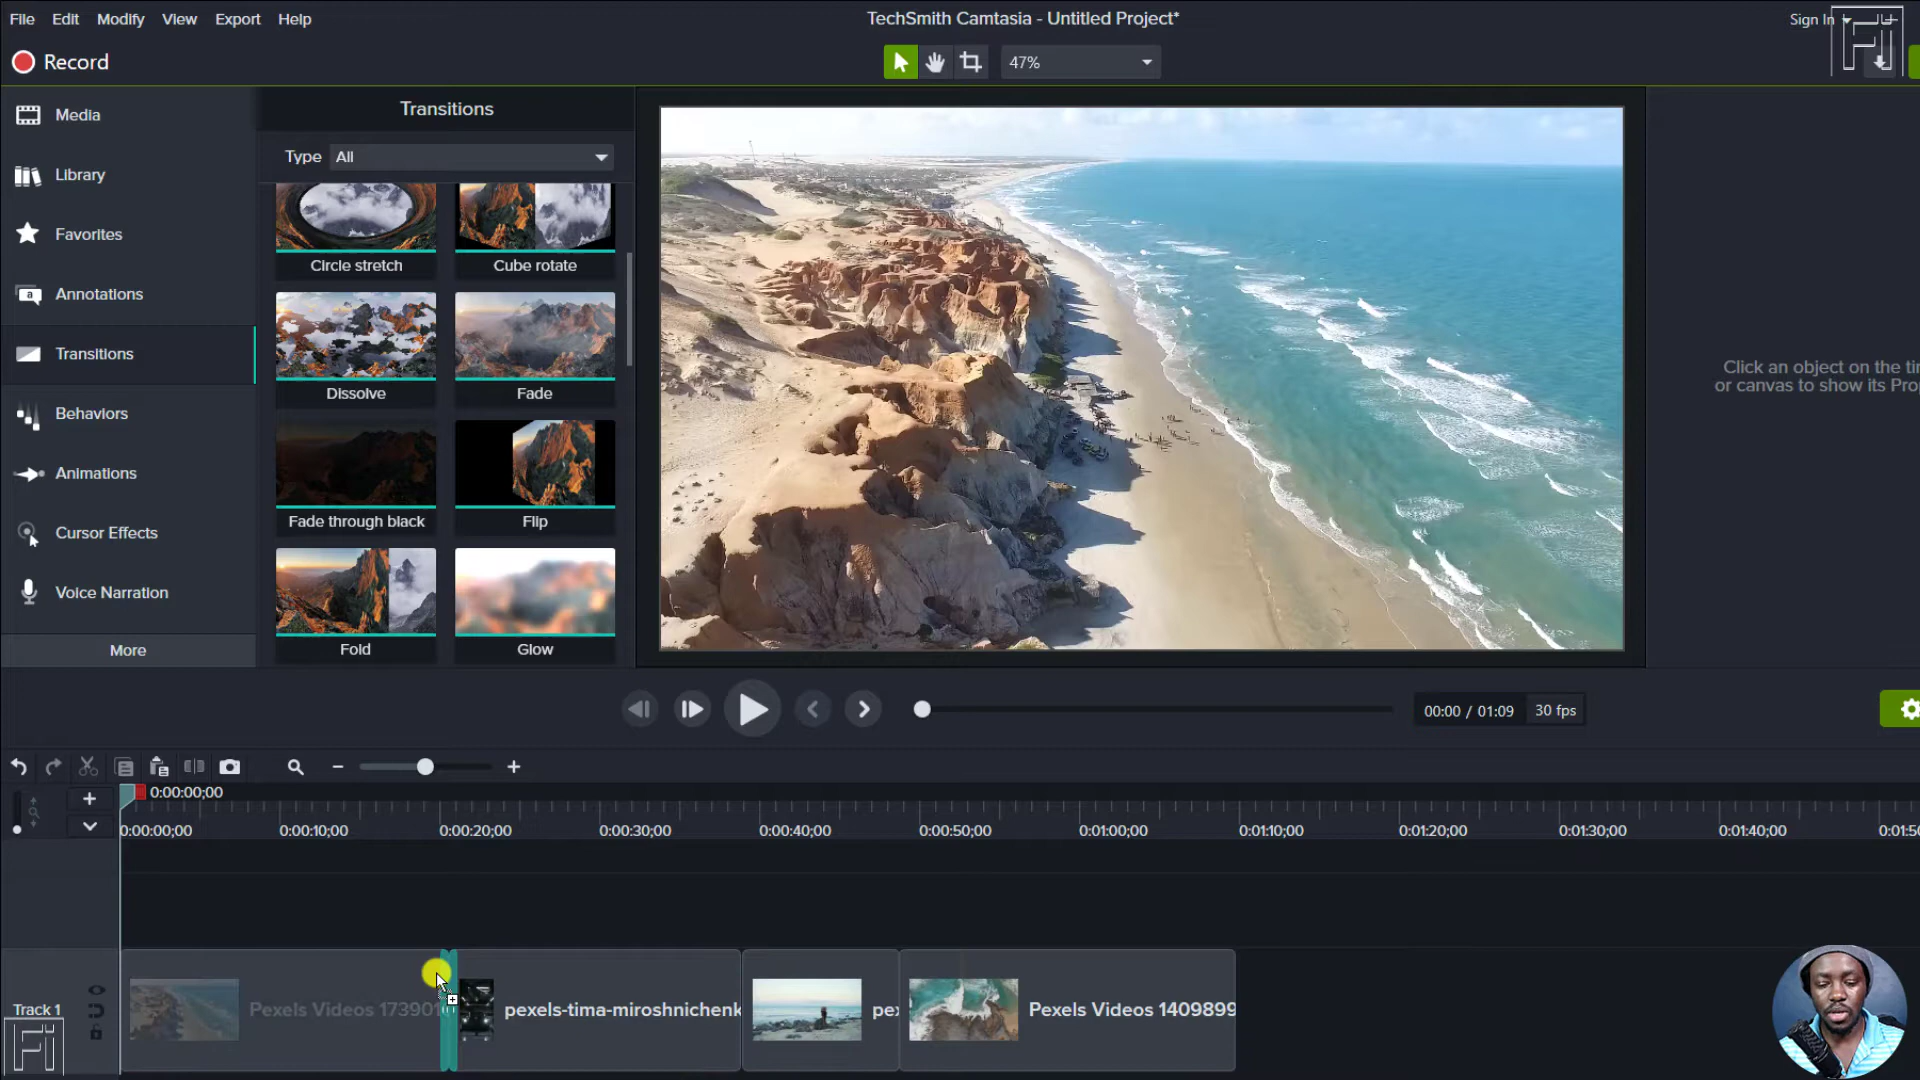 File Edit Modify View Export Help
TechSmith Camtasia - Untitled Project*
Sign In
Record
47%
Media
Library
Favorites
Annotations
Transitions
Behaviors
Animations
Cursor Effects
Voice Narration
More
Transitions
Type All
Circle stretch Cube rotate
Dissolve Fade
Fade through black Flip
Fold Glow
Click an object on the ti
or canvas to show its Pro
00:00 / 01:09 30 fps
0:00:00;00
0:00:00;00 0:00:10;00 0:00:20;00 0:00:30;00 0:00:40;00 0:00:50;00 0:01:00;00 0:01:10;00 0:01:20;00 0:01:30;00 0:01:40;00 0:01:50
Track 1
Pexels Videos 173901 pexels-tima-miroshnichenk pex Pexels Videos 1409899